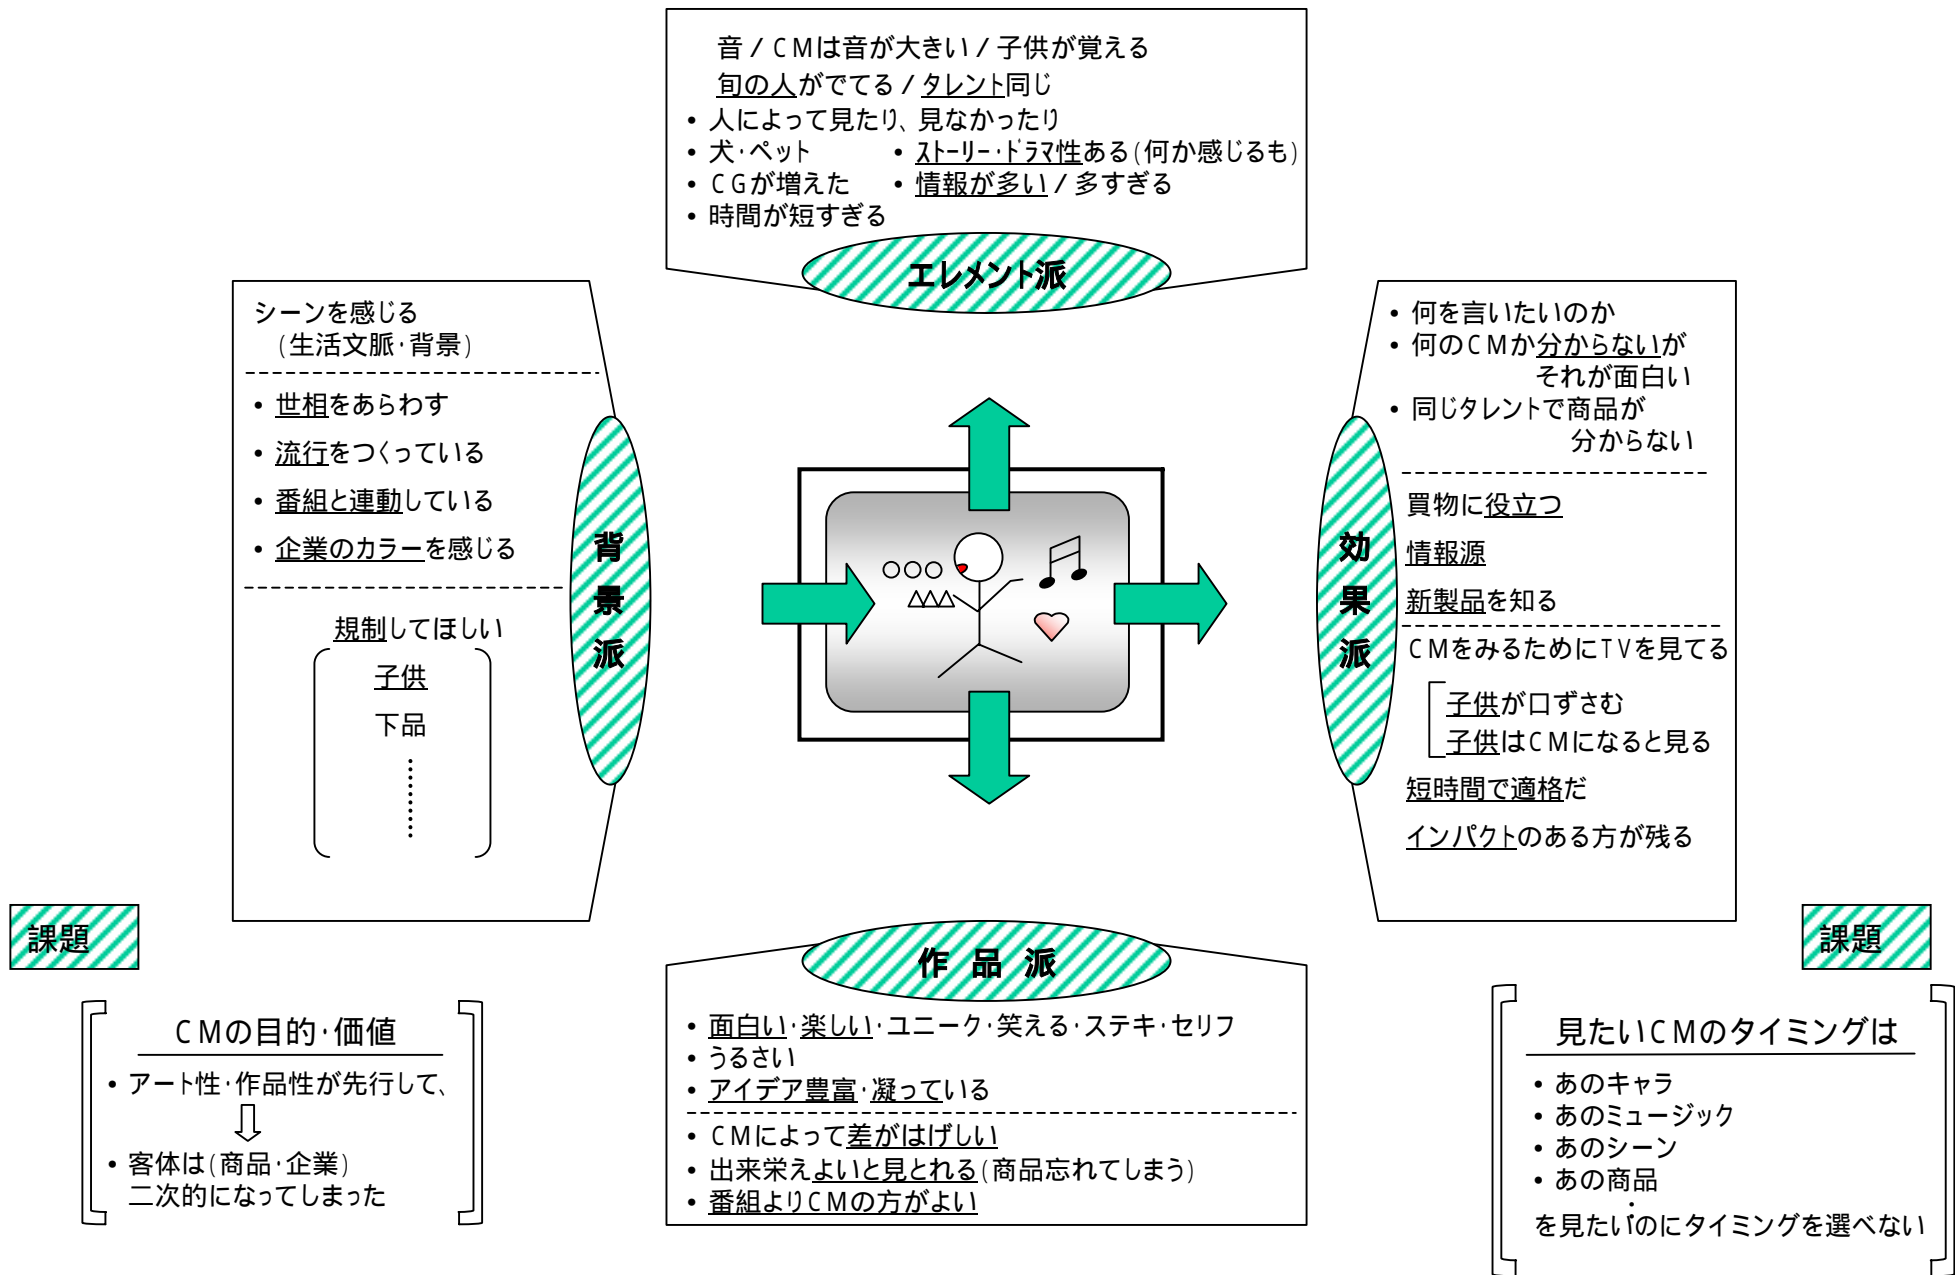 音 / CMは音が大きい / 子供が覚える
旬の人がでてる / タレント同じ
• 人によって見たり、見なかったり
• 犬・ペット • ストーリー・ドラマ性ある(何か感じるも)
• CGが増えた • 情報が多い / 多すぎる
• 時間が短すぎる
エレメント派
シーンを感じる
(生活文脈・背景)
• 世相をあらわす
• 流行をつくっている
• 番組と連動している
• 企業のカラーを感じる
規制してほしい
子供
下品
背景派
• 何を言いたいのか
• 何のCMか分からないが
それが面白い
• 同じタレントで商品が
分からない
買物に役立つ
情報源
新製品を知る
CMをみるためにTVを見てる
子供が口ずさむ
子供はCMになると見る
短時間で適格だ
インパクトのある方が残る
効果派
作品派
• 面白い・楽しい・ユニーク・笑える・ステキ・セリフ
• うるさい
• アイデア豊富・凝っている
• CMによって差がはげしい
• 出来栄えよいと見とれる(商品忘れてしまう)
• 番組よりCMの方がよい
課題
CMの目的・価値
• アート性・作品性が先行して、
• 客体は(商品・企業)
二次的になってしまった
課題
見たいCMのタイミングは
• あのキャラ
• あのミュージック
• あのシーン
• あの商品
を見たいのにタイミングを選べない